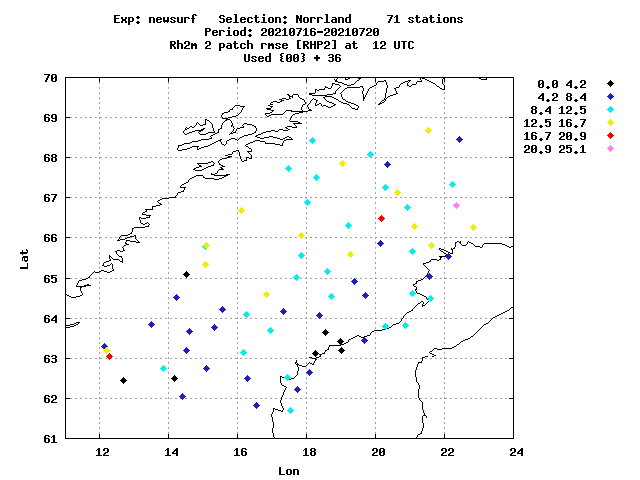 Exp: newsurf   Selection: Norrland     71 stations
Period: 20210716-20210720
Rh2m 2 patch rmse [RHP2] at  12 UTC
Used {00} + 36
0.0 4.2
4.2 8.4
8.4 12.5
12.5 16.7
16.7 20.9
20.9 25.1
70
69
68
67
66
65
64
63
62
61
Lat
12 14 16 18 20 22 24
Lon